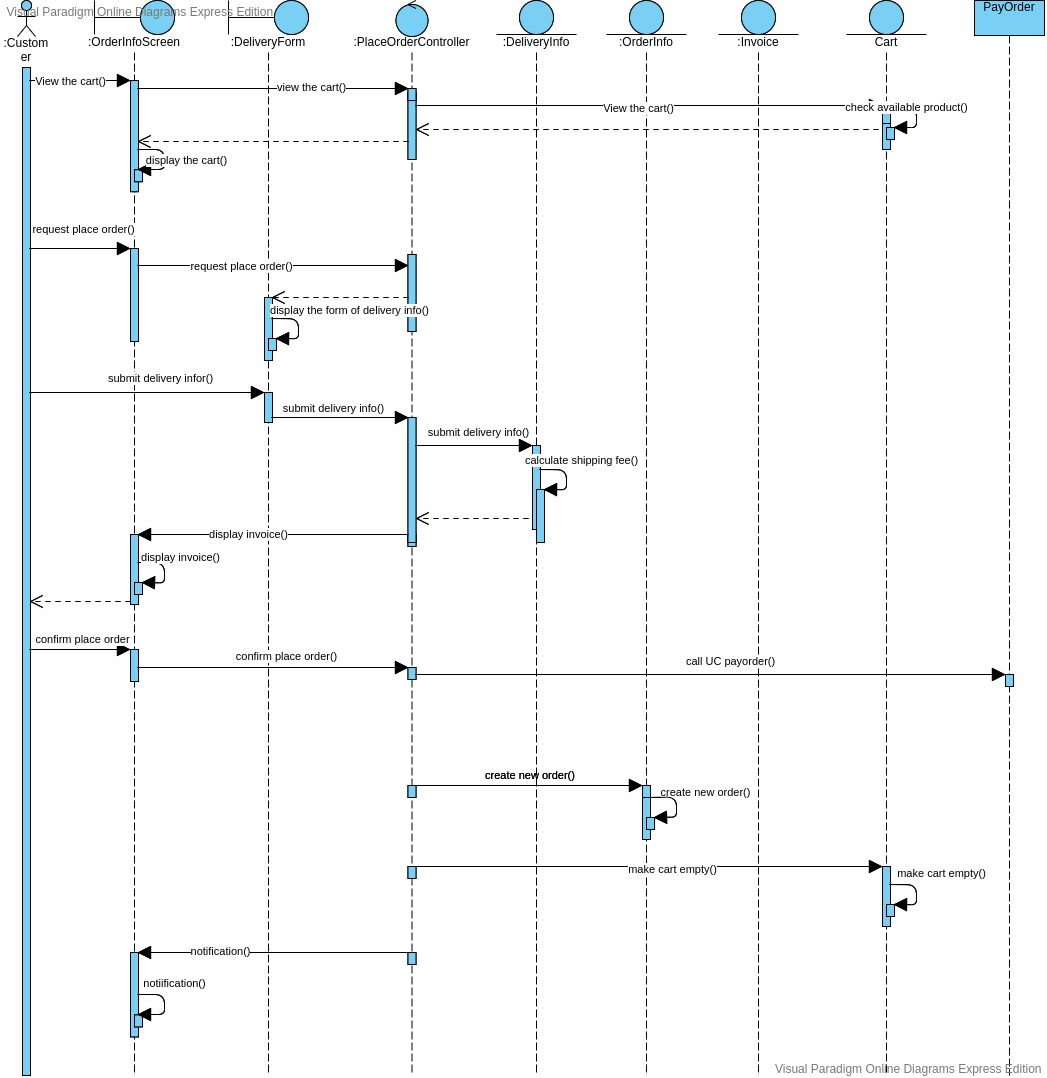 Visual Paradigm Online Diagrams Express Edition
PayOrder
:Custom
er
:OrderInfoScreen
:DeliveryForm
:PlaceOrderController
:DeliveryInfo
:OrderInfo
:Invoice
Cart
View the cart()
view the cart()
View the cart()
check available product()
display the cart()
request place order()
request place order()
display the form of delivery info()
submit delivery infor()
submit delivery info()
submit delivery info()
calculate shipping fee()
display invoice()
display invoice()
confirm place order
confirm place order()
call UC payorder()
create new order()
create new order()
make cart empty()
make cart empty()
notification()
notiification()
Visual Paradigm Online Diagrams Express Edition